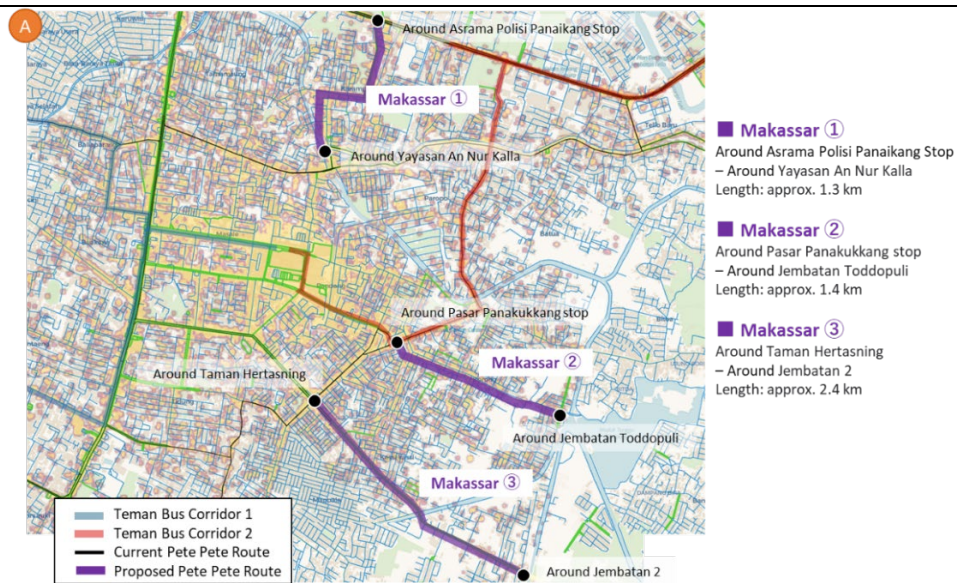 A
Around Asrama Polisi Panaikang Stop
Makassar ①
Around Yayasan An Nur Kalla
Around Pasar Panakukkang stop
Makassar ②
Around Taman Hertasning
Around Jembatan Toddopuli
Makassar ③
Around Jembatan 2
Teman Bus Corridor 1
Teman Bus Corridor 2
Current Pete Pete Route
Proposed Pete Pete Route
■ Makassar ①
Around Asrama Polisi Panaikang Stop
– Around Yayasan An Nur Kalla
Length: approx. 1.3 km
■ Makassar ②
Around Pasar Panakukkang stop
– Around Jembatan Toddopuli
Length: approx. 1.4 km
■ Makassar ③
Around Taman Hertasning
– Around Jembatan 2
Length: approx. 2.4 km